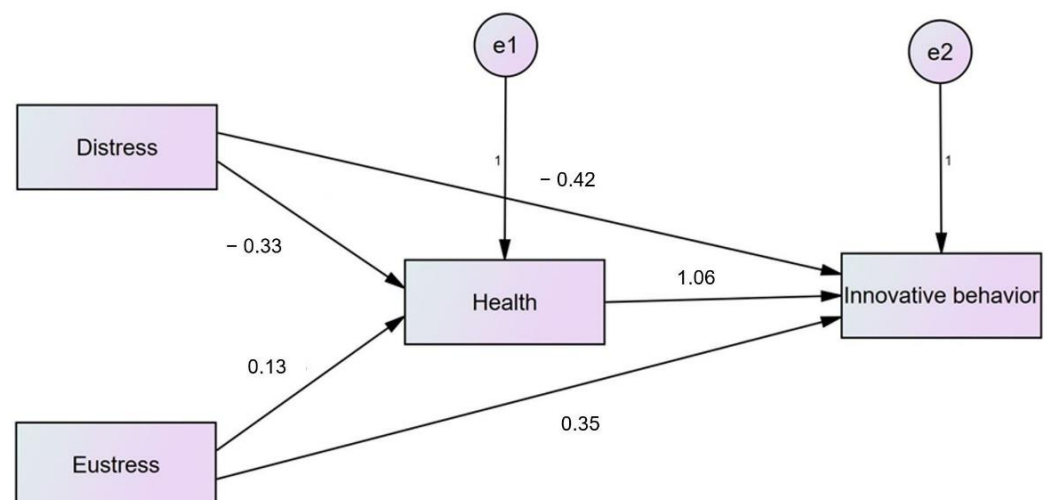 e1
e2
Distress
1
1
− 0.42
− 0.33
1.06
Health
Innovative behavior
0.13
0.35
Eustress